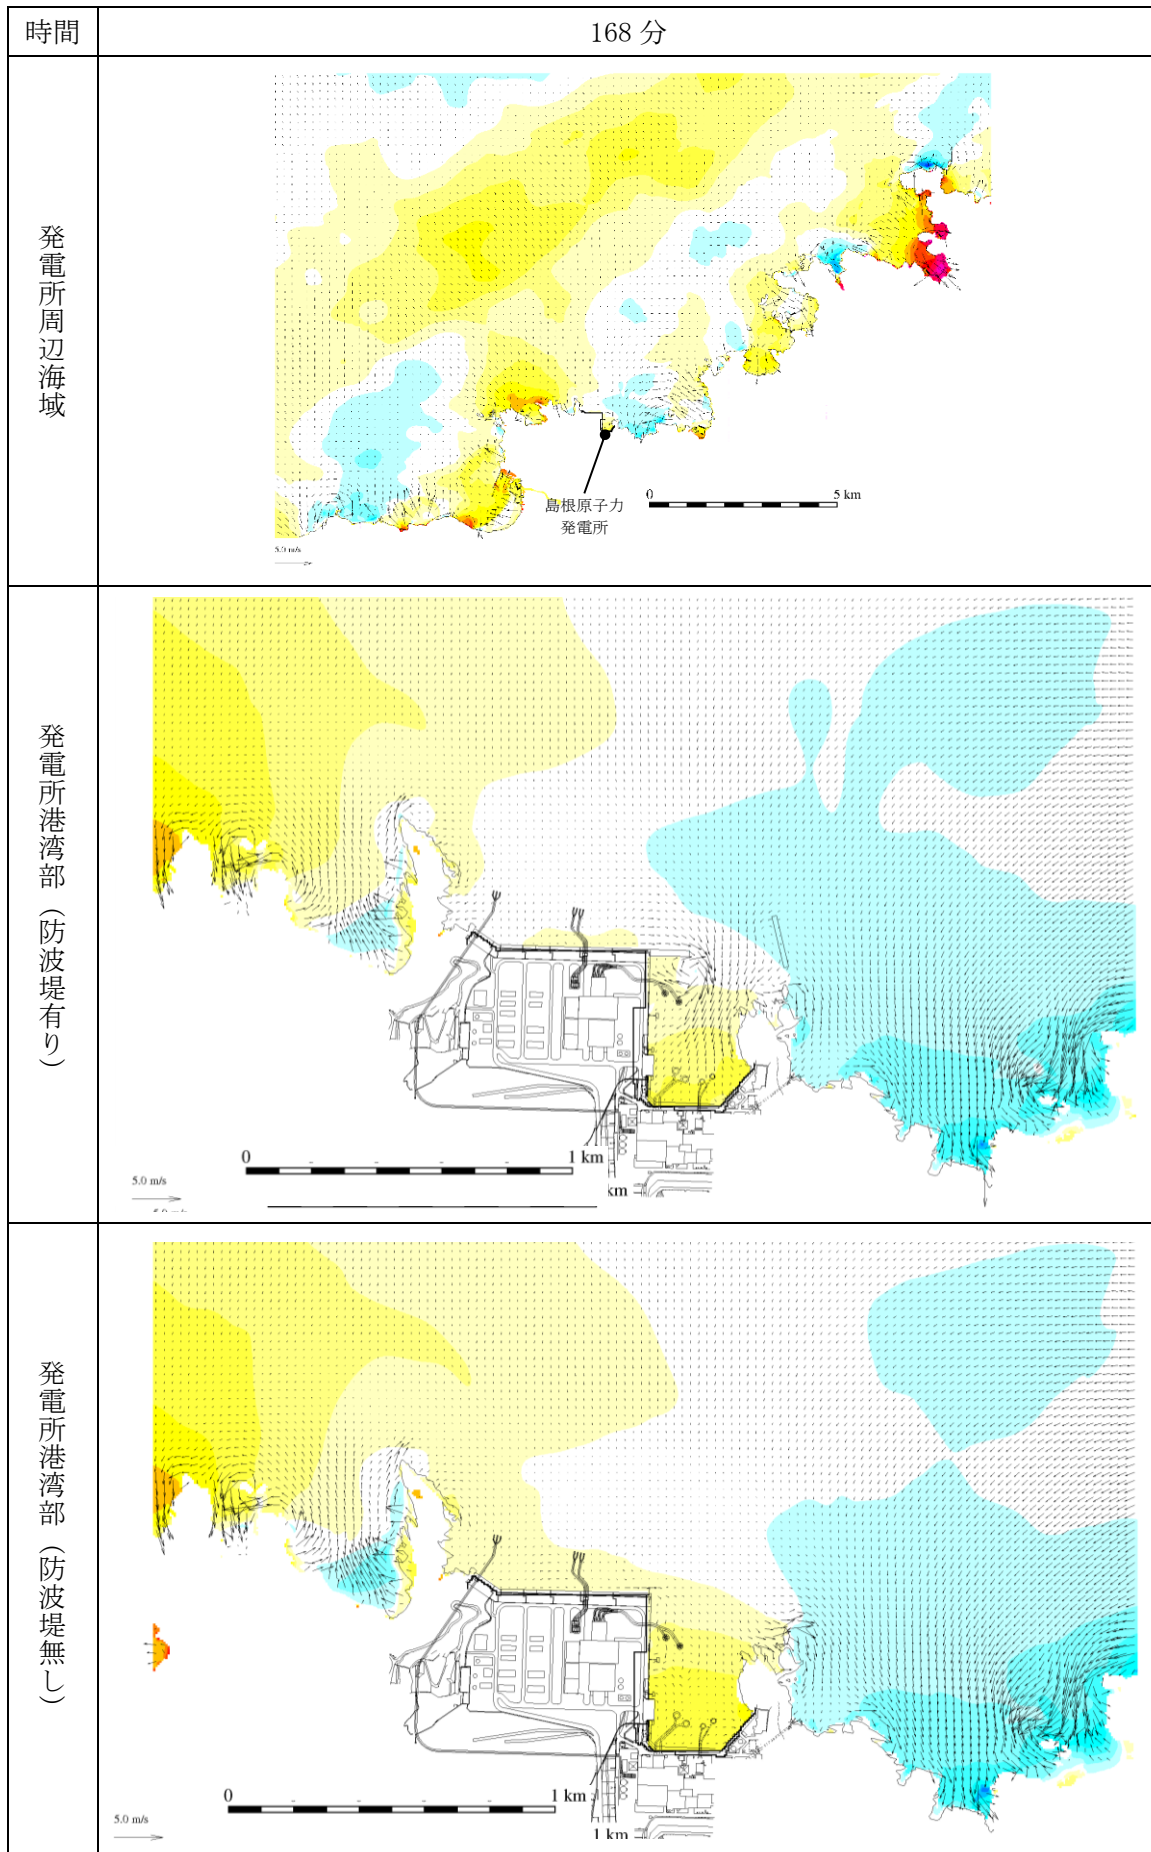 時間
168 分
発電所周辺海域
島根原子力
発電所
0
5 km
5.0 m/s
発電所港湾部（防波堤有り）
0
1 km
km
5.0 m/s
発電所港湾部（防波堤無し）
0
1 km
1 km
5.0 m/s